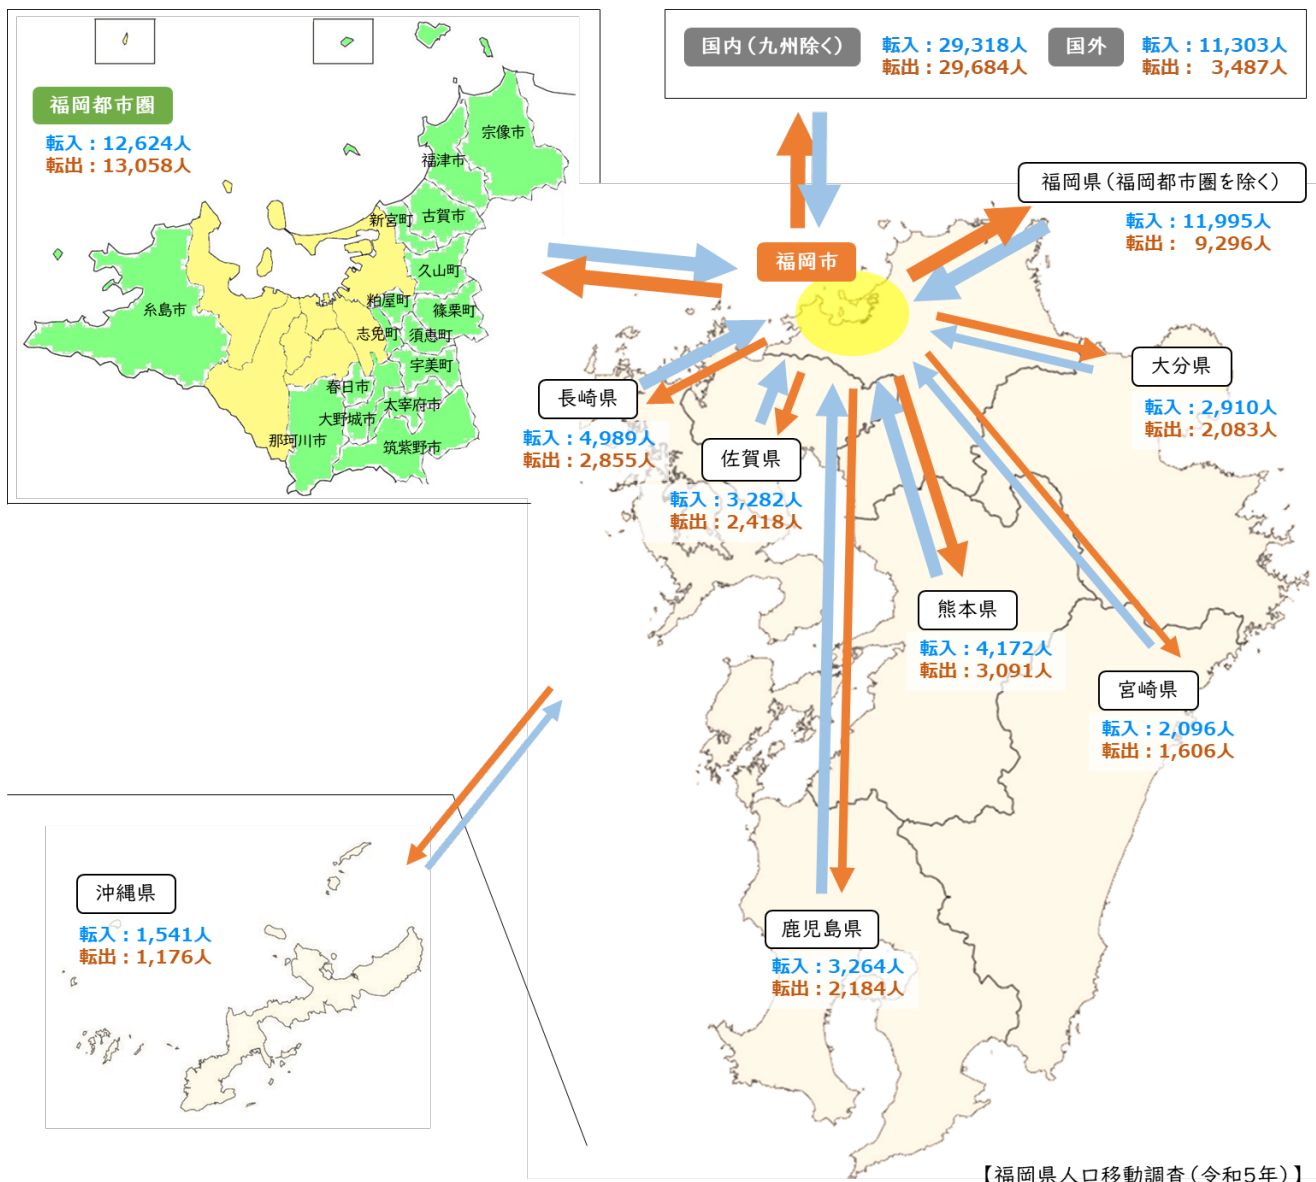 国内(九州除く)
転入:29,318人
転出:29,684人
国外
転入:11,303人
転出: 3,487人
福岡都市圏
転入:12,624人
転出:13,058人
宗像市
福津市
新宮町
古賀市
久山町
糸島市
粕屋町
篠栗町
志免町
須恵町
宇美町
春日市
太宰府市
大野城市
那珂川市
筑紫野市
福岡県(福岡都市圏を除く)
転入:11,995人
転出: 9,296人
福岡市
大分県
転入:2,910人
転出:2,083人
長崎県
転入:4,989人
転出:2,855人
佐賀県
転入:3,282人
転出:2,418人
熊本県
転入:4,172人
転出:3,091人
宮崎県
転入:2,096人
転出:1,606人
沖縄県
転入:1,541人
転出:1,176人
鹿児島県
転入:3,264人
転出:2,184人
【福岡県人口移動調査(令和5年)】